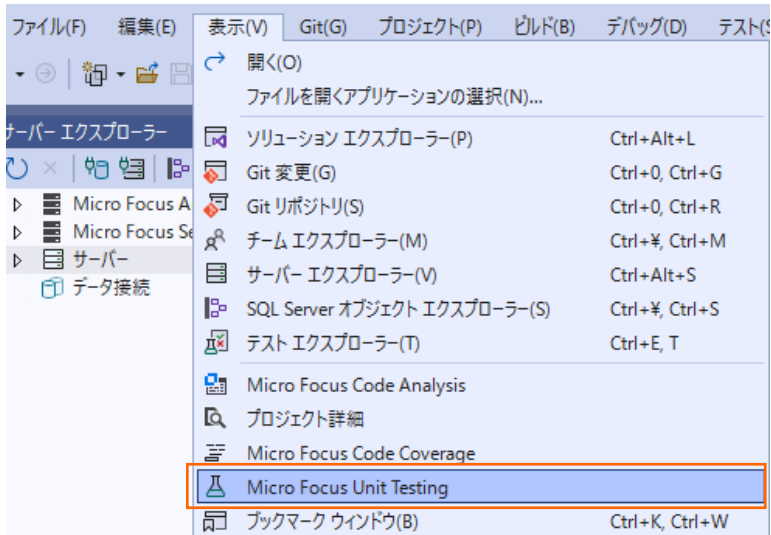 ファイル(F) 編集(E) 表示(V) Git(G) プロジェクト(P) ビルド(B) デバッグ(D) テスト(S
開く(O)
ファイルを開くアプリケーションの選択(N)...
サーバー エクスプローラー
ソリューション エクスプローラー(P) Ctrl+Alt+L
Git 変更(G) Ctrl+0, Ctrl+G
Micro Focus A
Git リポジトリ(S) Ctrl+0, Ctrl+R
Micro Focus Se
チーム エクスプローラー(M) Ctrl+¥, Ctrl+M
サーバー
サーバー エクスプローラー(V) Ctrl+Alt+S
データ接続
SQL Server オブジェクト エクスプローラー(S) Ctrl+¥, Ctrl+S
テスト エクスプローラー(T) Ctrl+E, T
Micro Focus Code Analysis
プロジェクト詳細
Micro Focus Code Coverage
Micro Focus Unit Testing
ブックマーク ウィンドウ(B) Ctrl+K, Ctrl+W